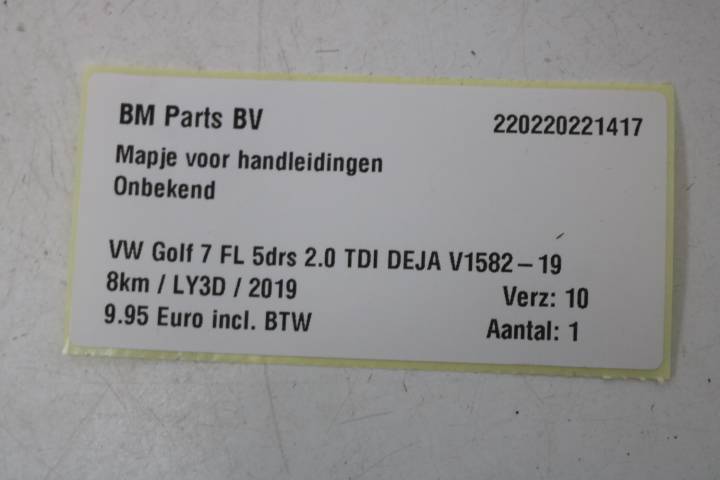 BM Parts BV 220220221417
Mapje voor handleidingen
Onbekend
VW Golf 7 FL 5drs 2.0 TDI DEJA V1582-19
8km / LY3D / 2019 Verz: 10
9.95 Euro incl. BTW Aantal: 1